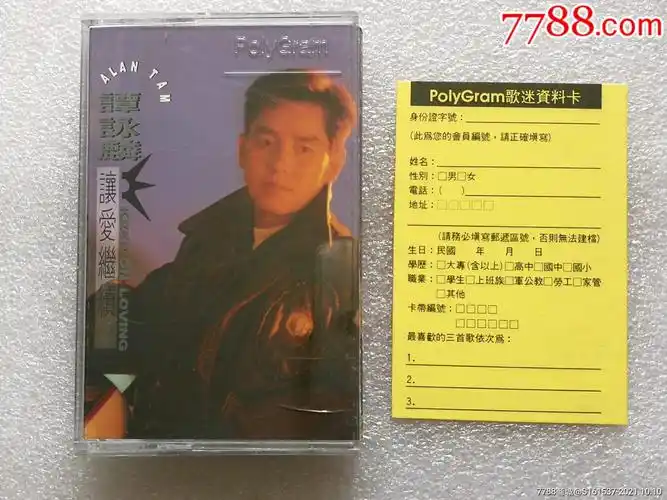 7788.com
PolyGram
ALAN TAM
譚詠麟
讓愛繼續
LOVING
PolyGram歌迷資料卡
身份證字號：
(此為您的會員編號，請正確填寫)
姓名：
性別：□男□女
電話：(    )
地址：□□□□□
(請務必填寫郵遞區號，否則無法建檔)
生日：民國　年　月　日
學歷：□大專(含以上)□高中□國中□國小
職業：□學生□上班族□軍公教□勞工□家管
□其他
卡帶編號：□□□□
□□□□□□
最喜歡的三首歌依次為：
1.
2.
3.